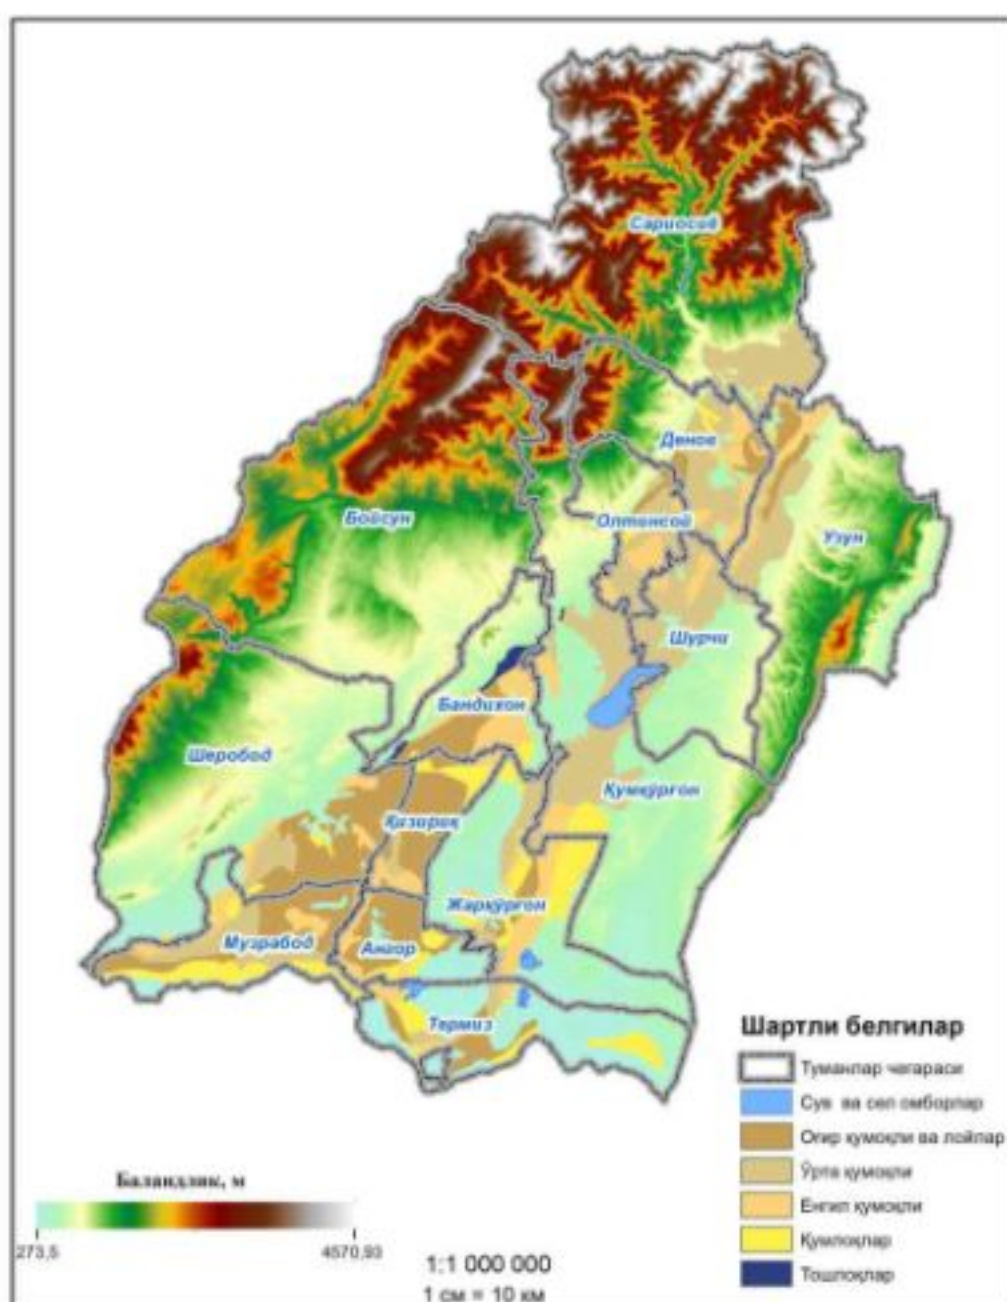 Сариосиё
Денов
Бойсун
Олтинсой
Узун
Шурчи
Бандихон
Шеробод
Қумқўрғон
Қизириқ
Жарқўрғон
Музрабод
Ангор
Термиз
Шартли белгилар
Туманлар чегараси
Сув ва сел омборлар
Оғир қумоқли ва лойлар
Ўрта қумоқли
Енгил қумоқли
Қумлоқлар
Тошлоқлар
Баландлик, м
273,5
4570,93
1:1 000 000
1 см = 10 км